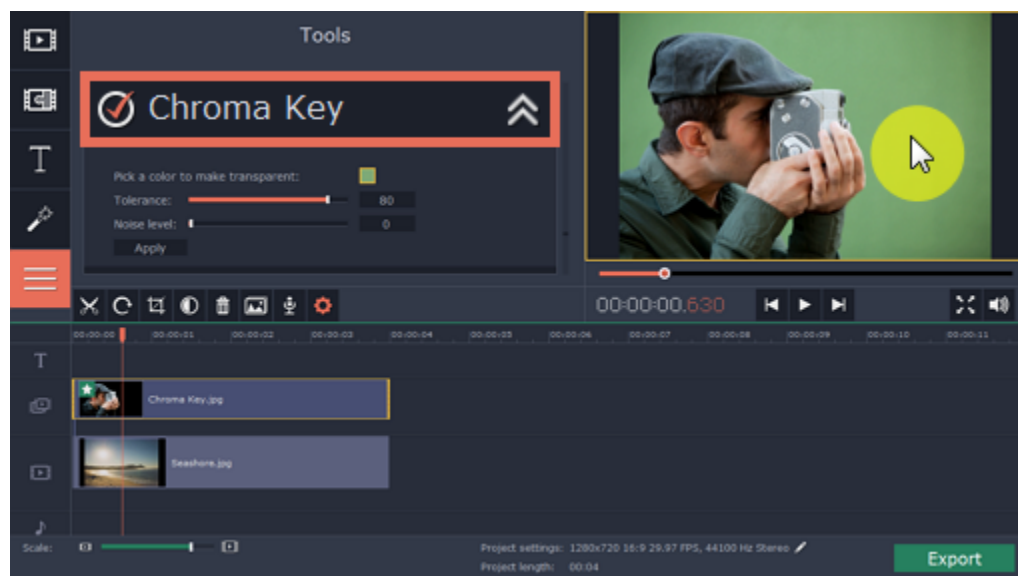 Tools
Chroma Key
Pick a color to make transparent:
Tolerance: 80
Noise level: 0
Apply
00:00:00.630
00:00:00 00:00:01 00:00:02 00:00:03 00:00:04 00:00:05 00:00:06 00:00:07 00:00:08 00:00:09 00:00:10 00:00:11
T
Chroma Key.jpg
Seashore.jpg
Scale:
Project settings: 1280x720 16:9 29.97 FPS, 44100 Hz Stereo
Project length: 00:04
Export